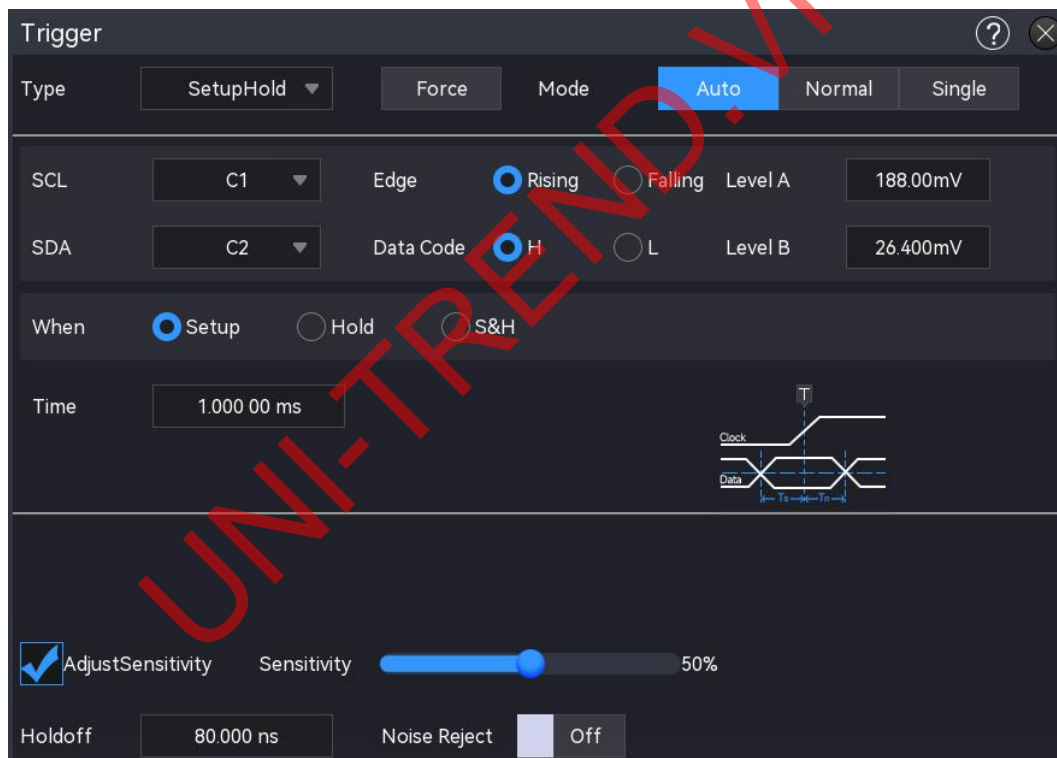 Trigger ?
Type SetupHold Force Mode Auto Normal Single
SCL C1 Edge Rising Falling Level A 188.00mV
SDA C2 Data Code H L Level B 26.400mV
When Setup Hold S&H
Time 1.000 00 ms
T
Clock
Data
Ts Tn
AdjustSensitivity Sensitivity 50%
Holdoff 80.000 ns Noise Reject Off
UNI-TREND.